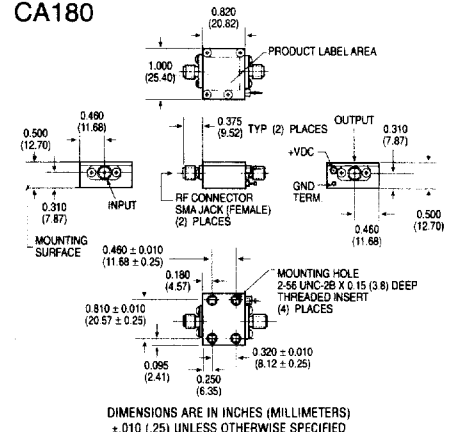 CA180
0.820
(20.82)
PRODUCT LABEL AREA
1.000
(25.40)
0.375
(9.52) TYP (2) PLACES
OUTPUT
0.460
(11.68)
0.500
(12.70)
0.310
(7.87)
+VDC
INPUT
GND
TERM
0.310
(7.87)
RF CONNECTOR
SMA JACK (FEMALE)
(2) PLACES
0.460
(11.68)
0.500
(12.70)
MOUNTING
SURFACE
0.460 ± 0.010
(11.68 ± 0.25)
0.180
(4.57)
MOUNTING HOLE
2-56 UNC-2B X 0.15 (3.8) DEEP
THREADED INSERT
(4) PLACES
0.810 ± 0.010
(20.57 ± 0.25)
0.320 ± 0.010
(8.12 ± 0.25)
0.095
(2.41)
0.250
(6.35)
DIMENSIONS ARE IN INCHES (MILLIMETERS)
±.010 (.25) UNLESS OTHERWISE SPECIFIED